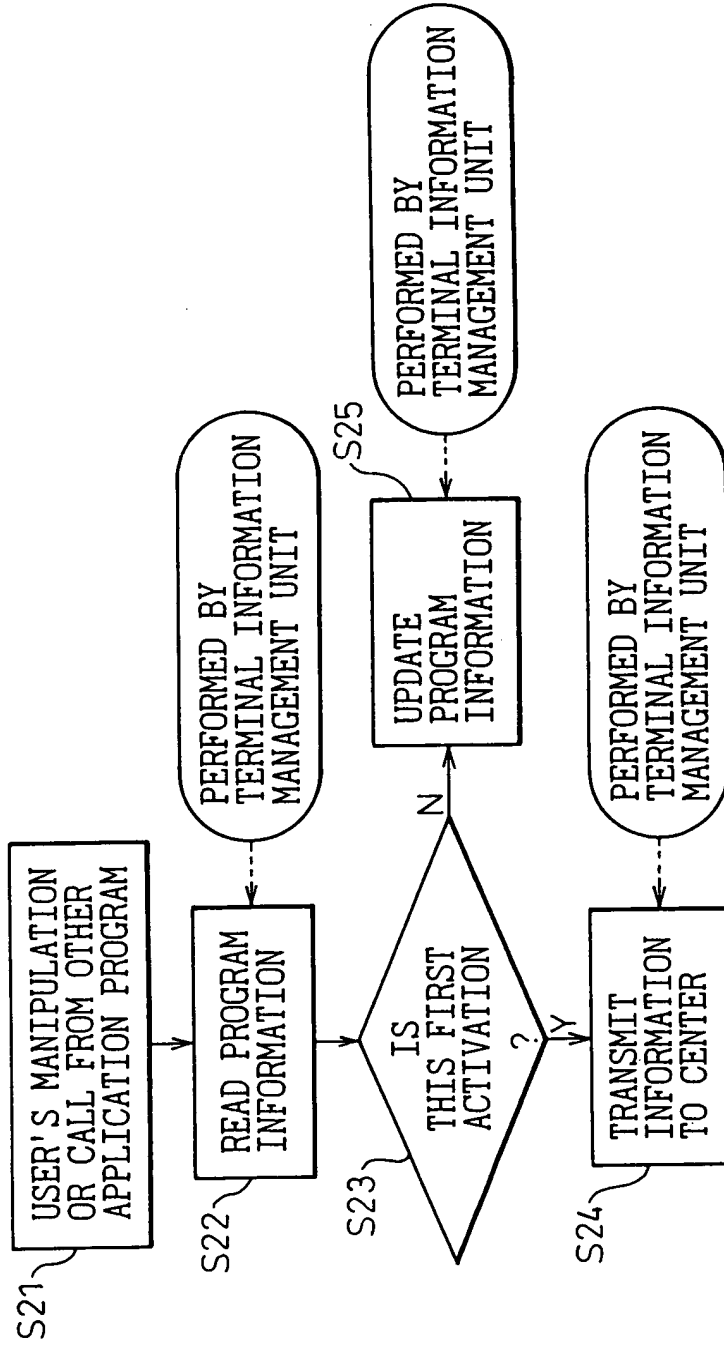 S21
USER'S MANIPULATION
OR CALL FROM OTHER
APPLICATION PROGRAM
S22
READ PROGRAM
INFORMATION
PERFORMED BY
TERMINAL INFORMATION
MANAGEMENT UNIT
S23
IS
THIS FIRST
ACTIVATION
?
N
Y
S25
UPDATE
PROGRAM
INFORMATION
PERFORMED BY
TERMINAL INFORMATION
MANAGEMENT UNIT
S24
TRANSMIT
INFORMATION
TO CENTER
PERFORMED BY
TERMINAL INFORMATION
MANAGEMENT UNIT